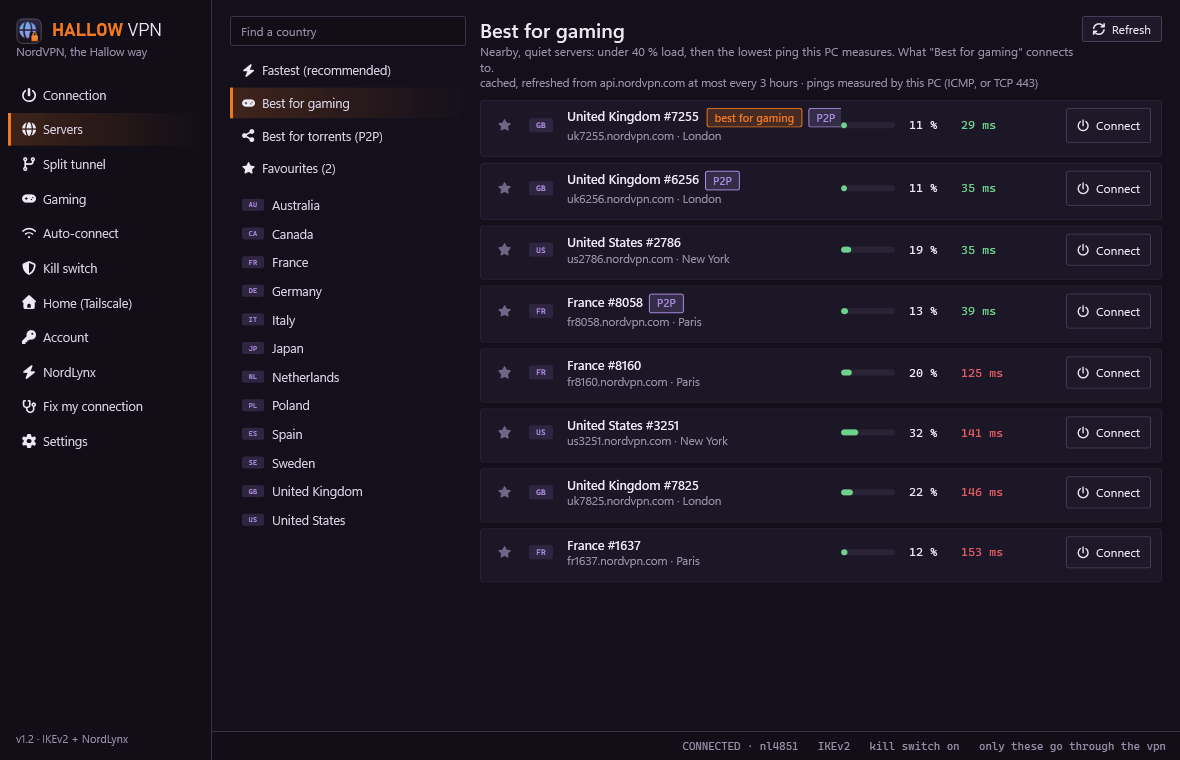 HALLOW VPN
NordVPN, the Hallow way
Connection
Servers
Split tunnel
Gaming
Auto-connect
Kill switch
Home (Tailscale)
Account
NordLynx
Fix my connection
Settings
v1.2 · IKEv2 + NordLynx
Find a country
Fastest (recommended)
Best for gaming
Best for torrents (P2P)
Favourites (2)
AU Australia
CA Canada
FR France
DE Germany
IT Italy
JP Japan
NL Netherlands
PL Poland
ES Spain
SE Sweden
GB United Kingdom
US United States
Best for gaming
Refresh
Nearby, quiet servers: under 40 % load, then the lowest ping this PC measures. What "Best for gaming" connects
to.
cached, refreshed from api.nordvpn.com at most every 3 hours · pings measured by this PC (ICMP, or TCP 443)
GB United Kingdom #7255 best for gaming P2P 11 % 29 ms Connect
uk7255.nordvpn.com · London
GB United Kingdom #6256 P2P 11 % 35 ms Connect
uk6256.nordvpn.com · London
US United States #2786 19 % 35 ms Connect
us2786.nordvpn.com · New York
FR France #8058 P2P 13 % 39 ms Connect
fr8058.nordvpn.com · Paris
FR France #8160 20 % 125 ms Connect
fr8160.nordvpn.com · Paris
US United States #3251 32 % 141 ms Connect
us3251.nordvpn.com · New York
GB United Kingdom #7825 22 % 146 ms Connect
uk7825.nordvpn.com · London
FR France #1637 12 % 153 ms Connect
fr1637.nordvpn.com · Paris
CONNECTED · nl4851 IKEv2 kill switch on only these go through the vpn